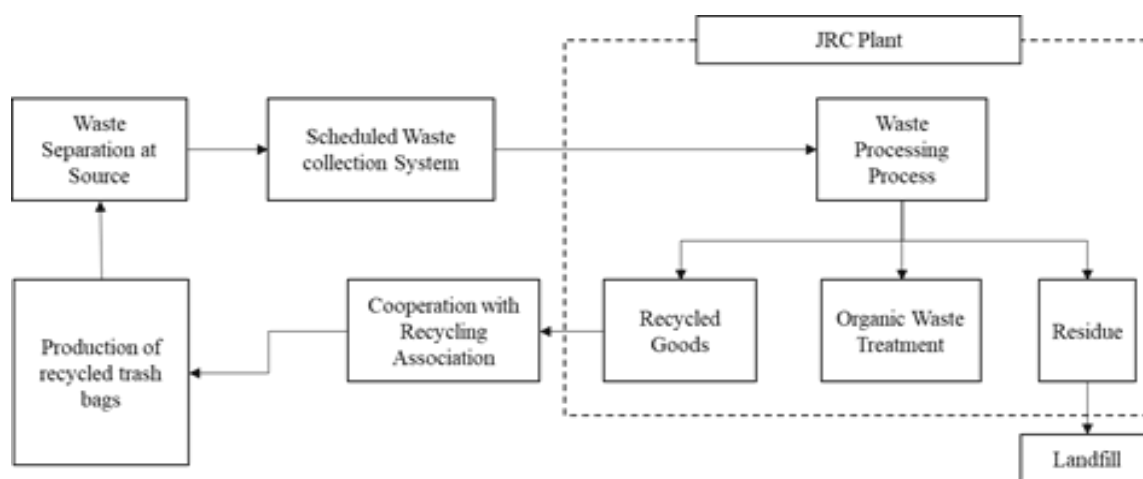 JRC Plant
Waste
Separation at
Source
Scheduled Waste
collection System
Waste
Processing
Process
Production of
recycled trash
bags
Cooperation with
Recycling
Association
Recycled
Goods
Organic Waste
Treatment
Residue
Landfill